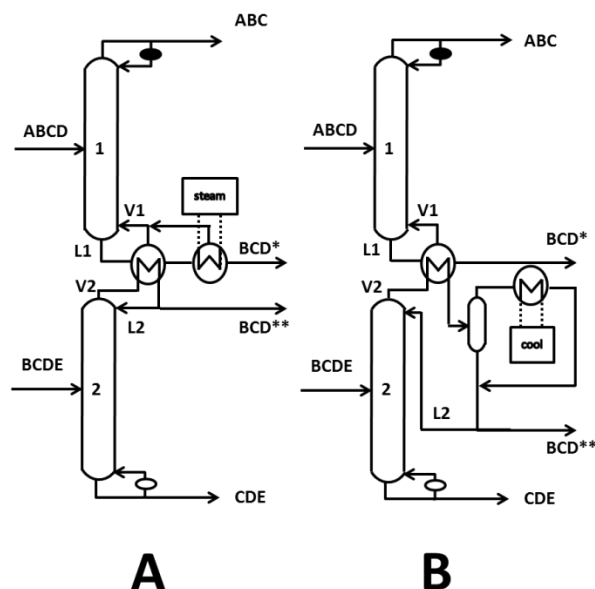 ABC
ABCD
1
steam
V1
L1
BCD*
V2
L2
BCD**
BCDE
2
CDE
A
ABC
ABCD
1
V1
L1
BCD*
V2
cool
BCDE
2
L2
BCD**
CDE
B